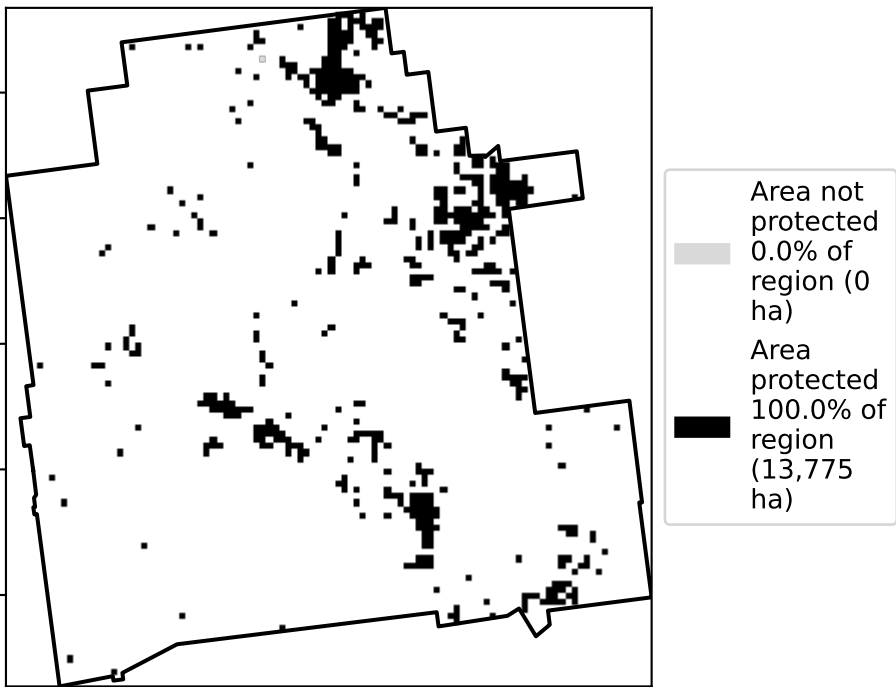 Area not
protected
0.0% of
region (0
ha)
Area
protected
100.0% of
region
(13,775
ha)